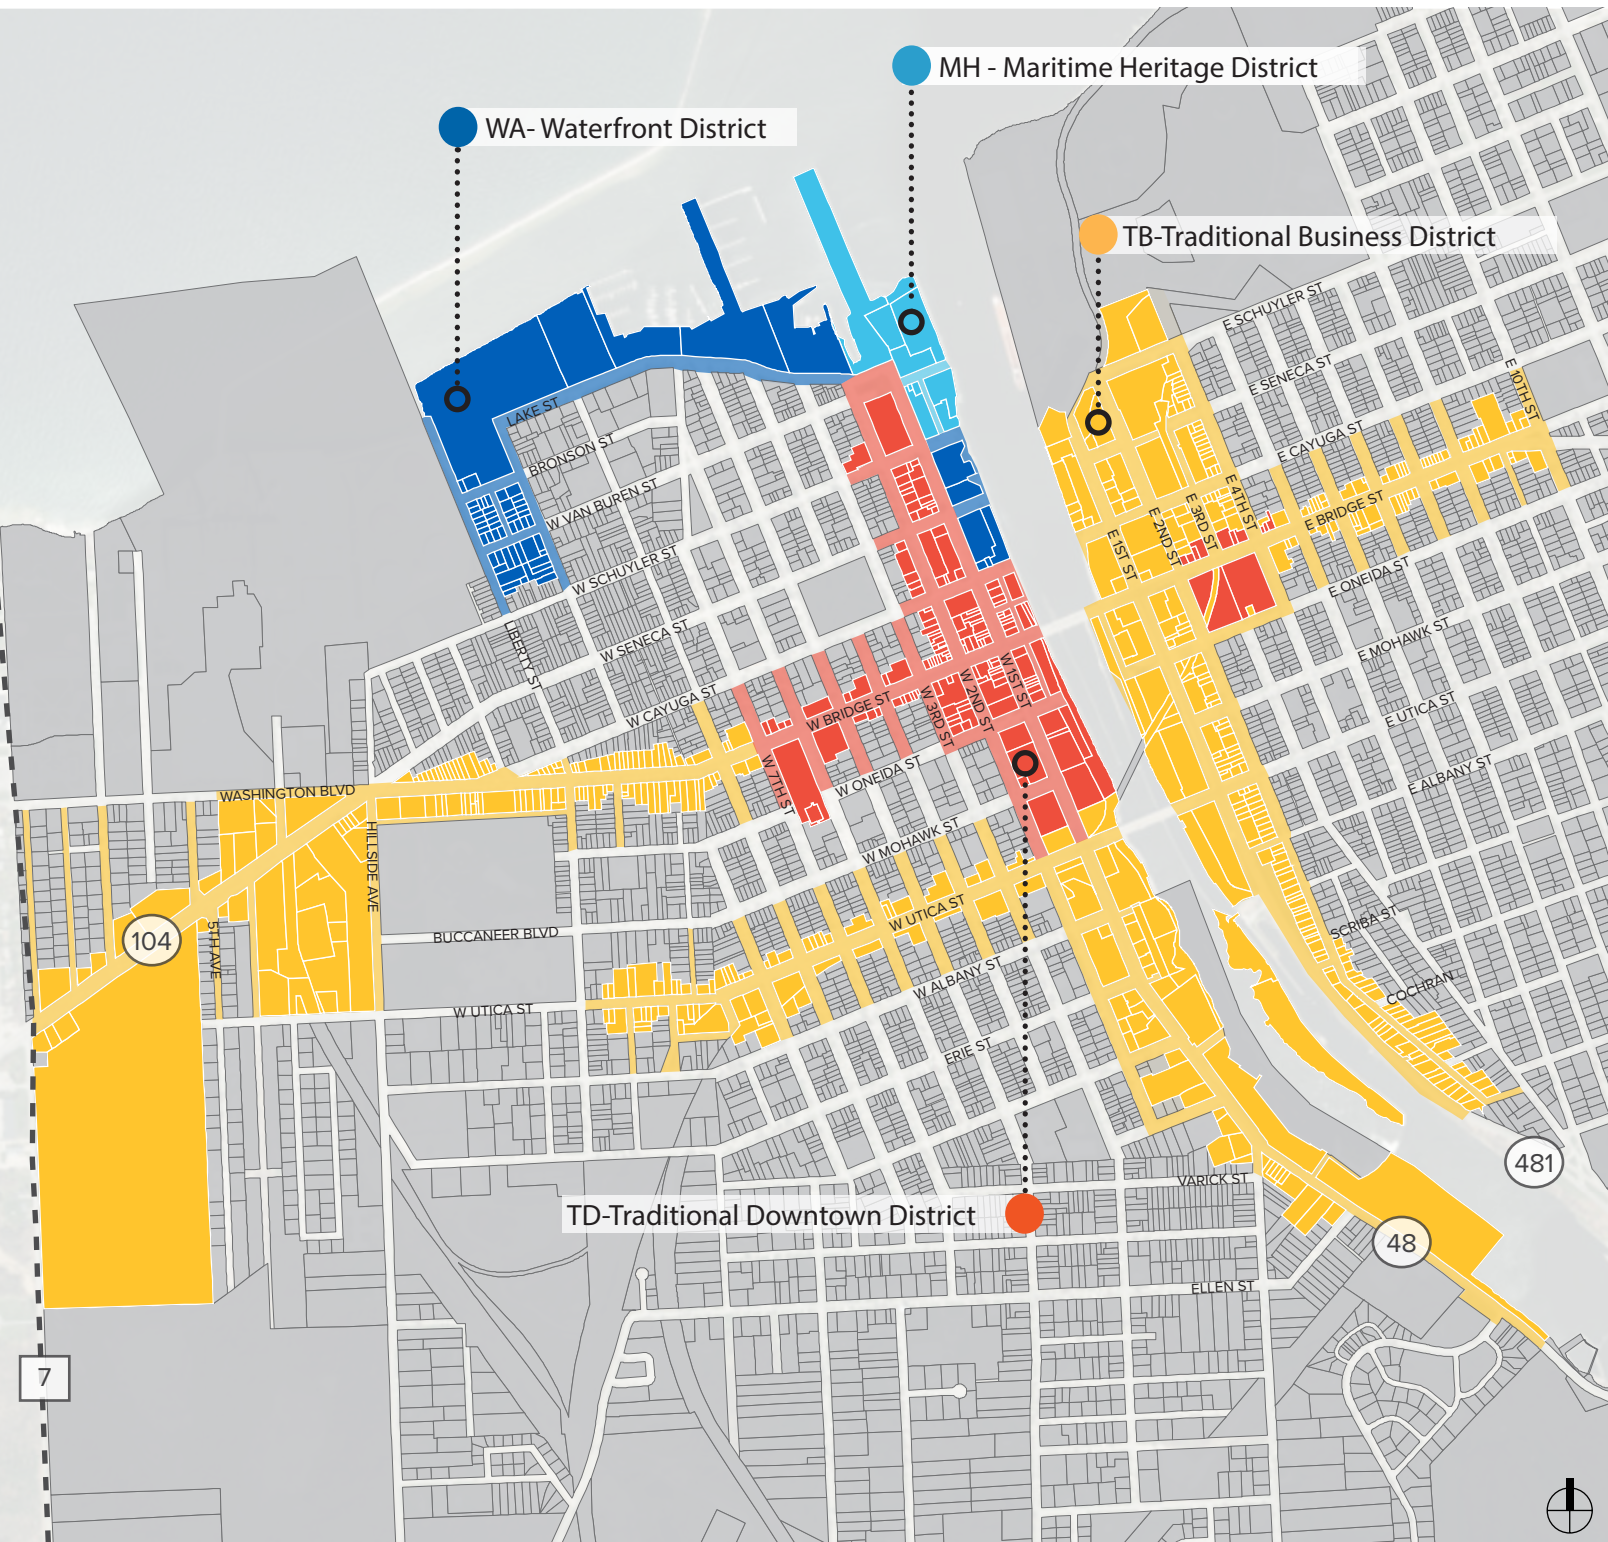 MH - Maritime Heritage District
WA- Waterfront District
TB-Traditional Business District
E SCHUYLER ST
E SENECA ST
E 10TH ST
LAKE ST
E CAYUGA ST
BRONSON ST
W VAN BUREN ST
E 4TH ST
E 3RD ST
E 2ND ST
E 1ST ST
E BRIDGE ST
W SCHUYLER ST
E ONEIDA ST
W SENECA ST
LIBERTY ST
E MOHAWK ST
W CAYUGA ST
W BRIDGE ST
W 1ST ST
W 2ND ST
W 3RD ST
E UTICA ST
W 7TH ST
W ONEIDA ST
E ALBANY ST
WASHINGTON BLVD
HILLSIDE AVE
W MOHAWK ST
W UTICA ST
SCRIBA ST
104
5TH AVE
BUCCANEER BLVD
W ALBANY ST
COCHRAN
W UTICA ST
ERIE ST
481
VARICK ST
TD-Traditional Downtown District
48
ELLEN ST
7